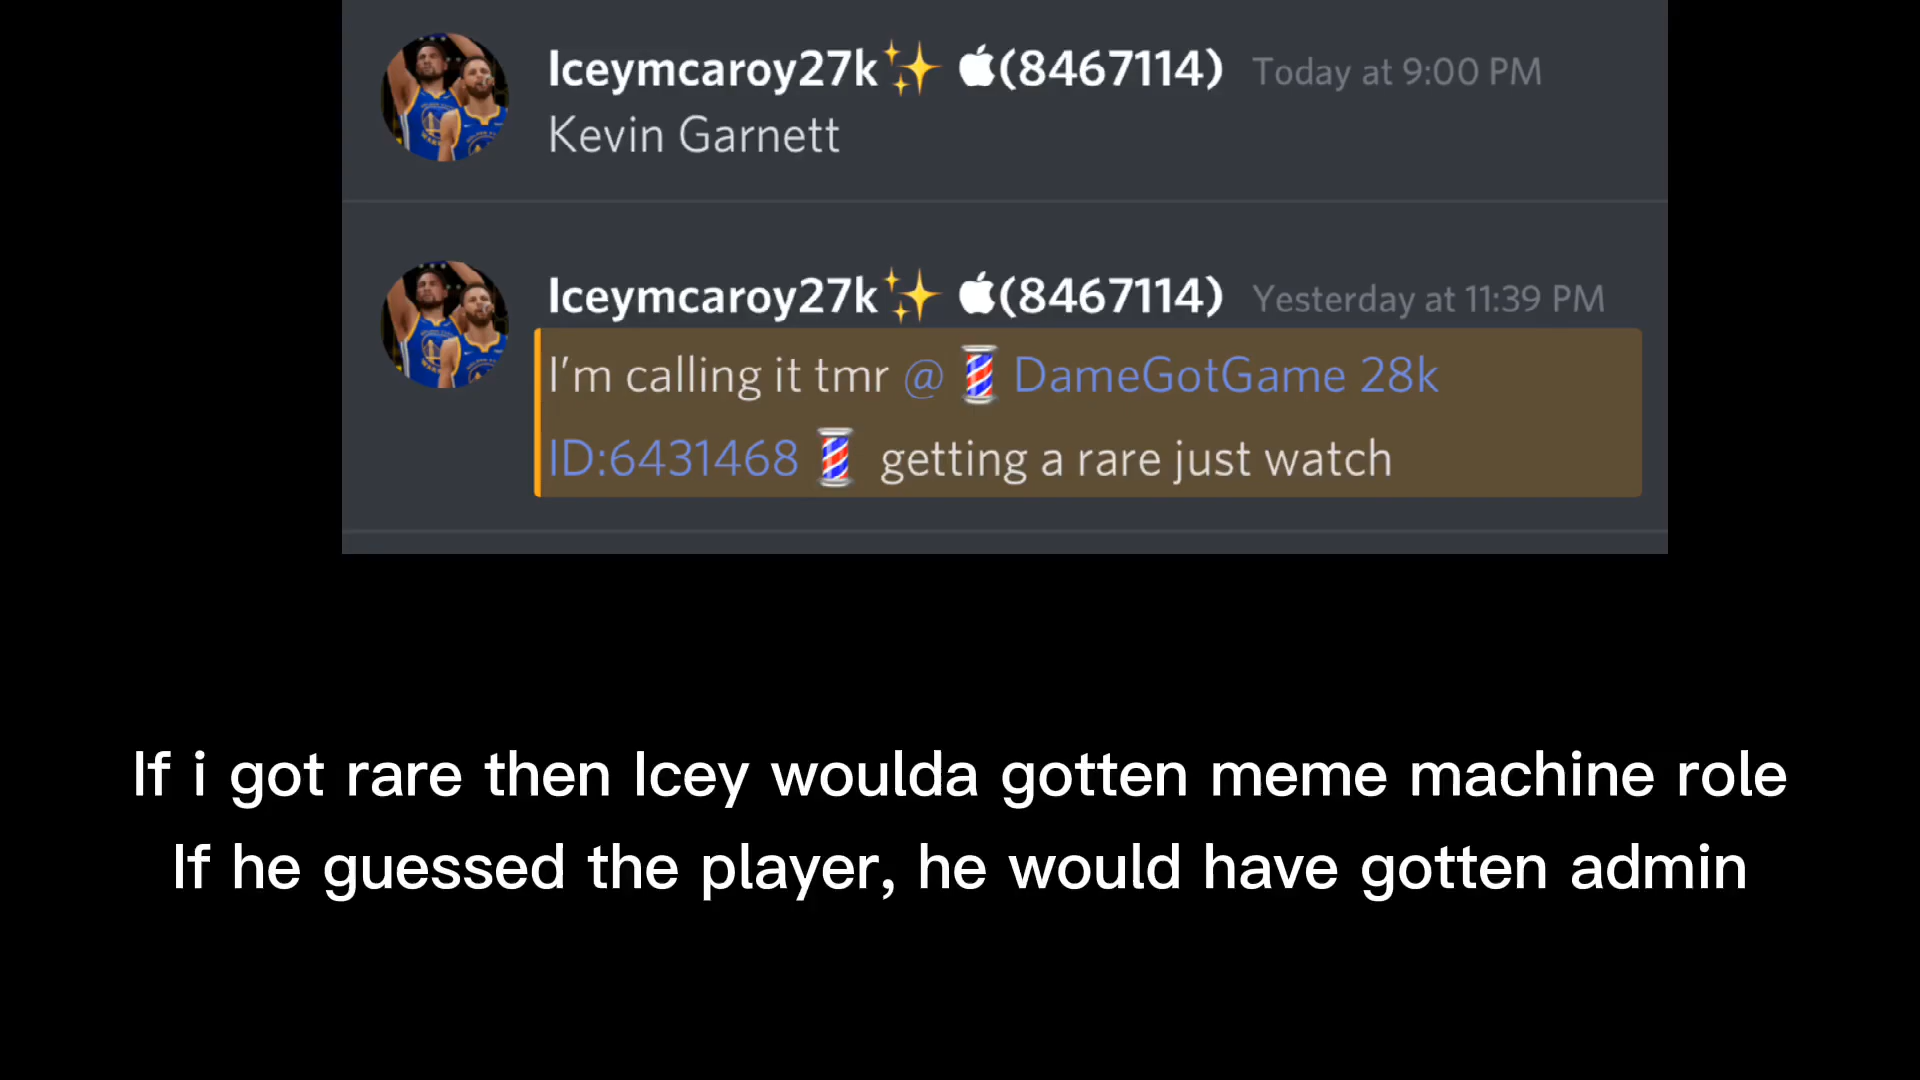 Iceymcaroy27k✨ (8467114) Today at 9:00 PM
Kevin Garnett
Iceymcaroy27k✨ (8467114) Yesterday at 11:39 PM
I'm calling it tmr @💈DameGotGame 28k
ID:6431468💈 getting a rare just watch
If i got rare then Icey woulda gotten meme machine role
If he guessed the player, he would have gotten admin